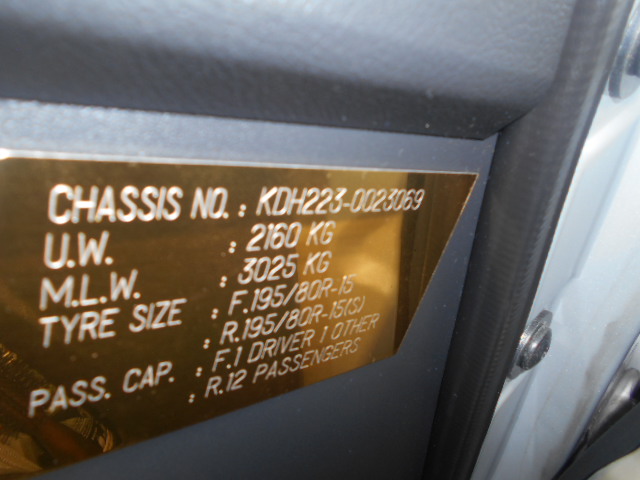 CHASSIS NO. : KDH223-0023069
U.W. : 2160 KG
M.L.W. : 3025 KG
TYRE SIZE : F.195/80R-15
: R.195/80R-15(S)
PASS. CAP. : F.1 DRIVER 1 OTHER
: R.12 PASSENGERS